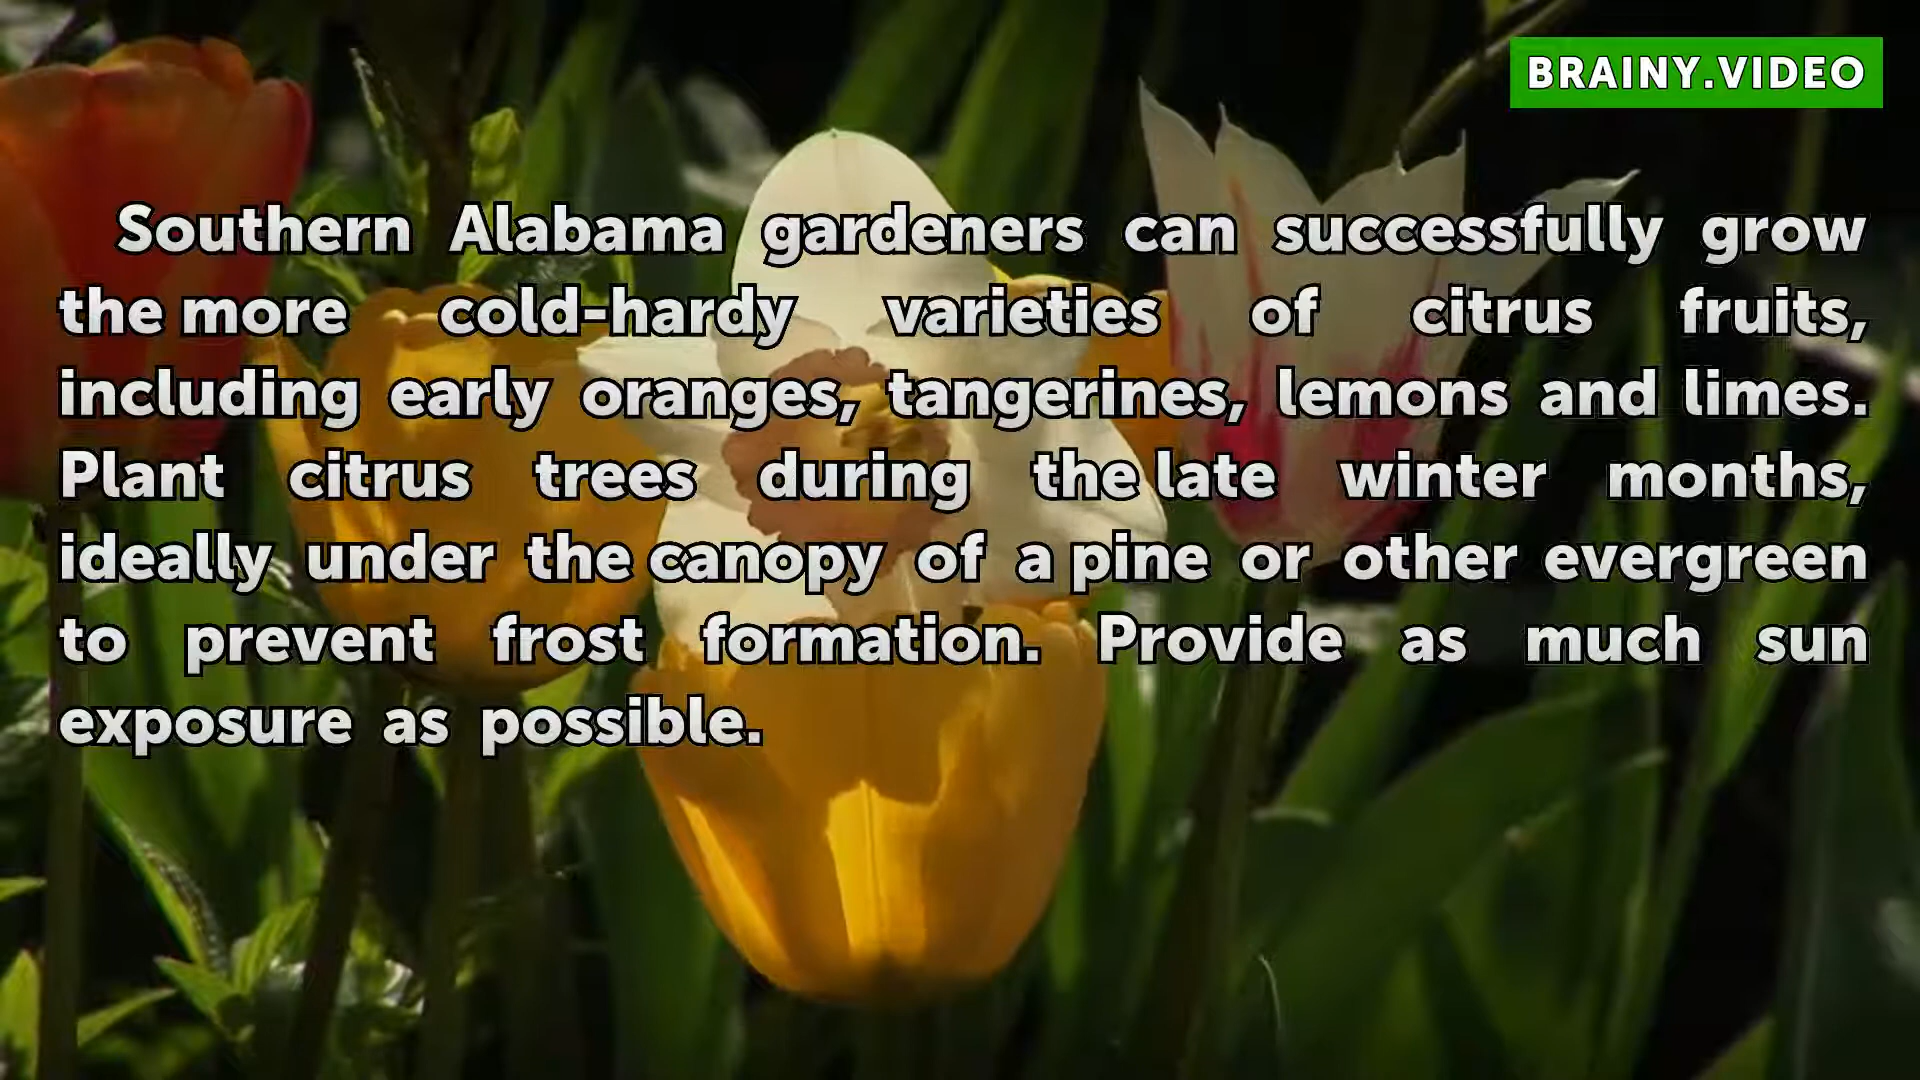 BRAINY.VIDEO
Southern Alabama gardeners can successfully grow
the more cold-hardy varieties of citrus fruits,
including early oranges, tangerines, lemons and limes.
Plant citrus trees during the late winter months,
ideally under the canopy of a pine or other evergreen
to prevent frost formation. Provide as much sun
exposure as possible.